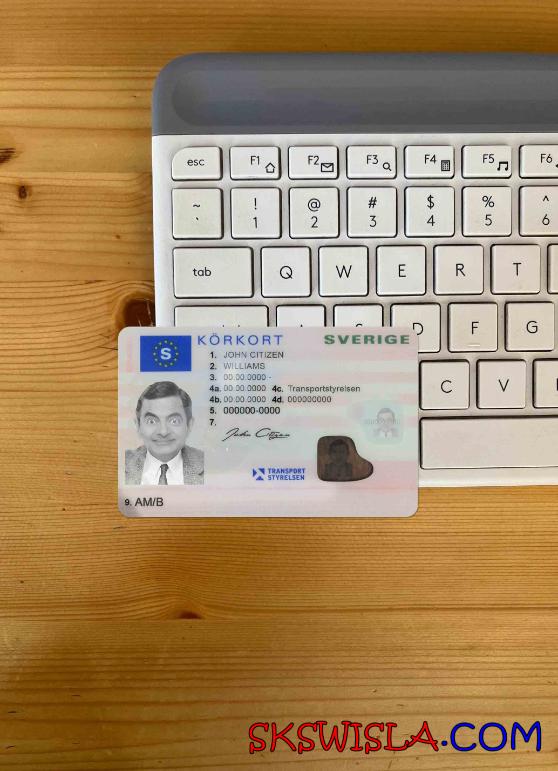 esc F1 F2 F3 F4 F5 F6
~ ! @ # $ % ^
` 1 2 3 4 5 6
tab Q W E R T
A S D F G
C V
KÖRKORT SVERIGE
S
1. JOHN CITIZEN
2. WILLIAMS
3. 00.00.0000 -
4a. 00.00.0000 4c. Transportstyrelsen
4b. 00.00.0000 4d. 000000000
5. 000000-0000
7.
John Citizen
TRANSPORT
STYRELSEN
9. AM/B
SKSWISLA.COM